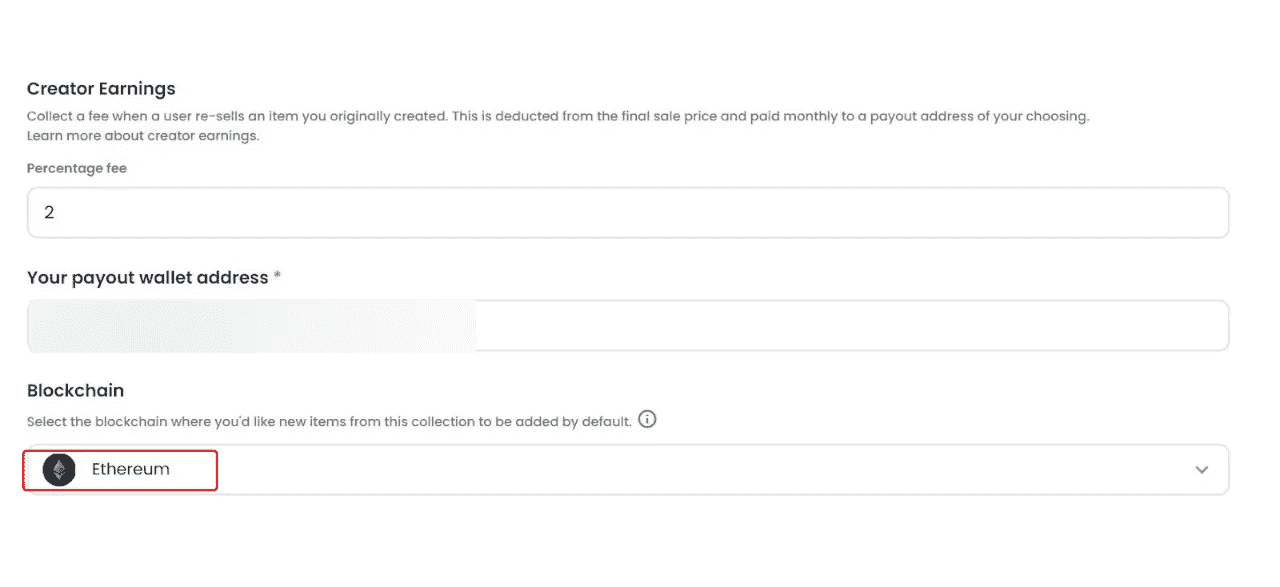 Creator Earnings
Collect a fee when a user re-sells an item you originally created. This is deducted from the final sale price and paid monthly to a payout address of your choosing.
Learn more about creator earnings.
Percentage fee
2
Your payout wallet address *
Blockchain
Select the blockchain where you'd like new items from this collection to be added by default.
Ethereum